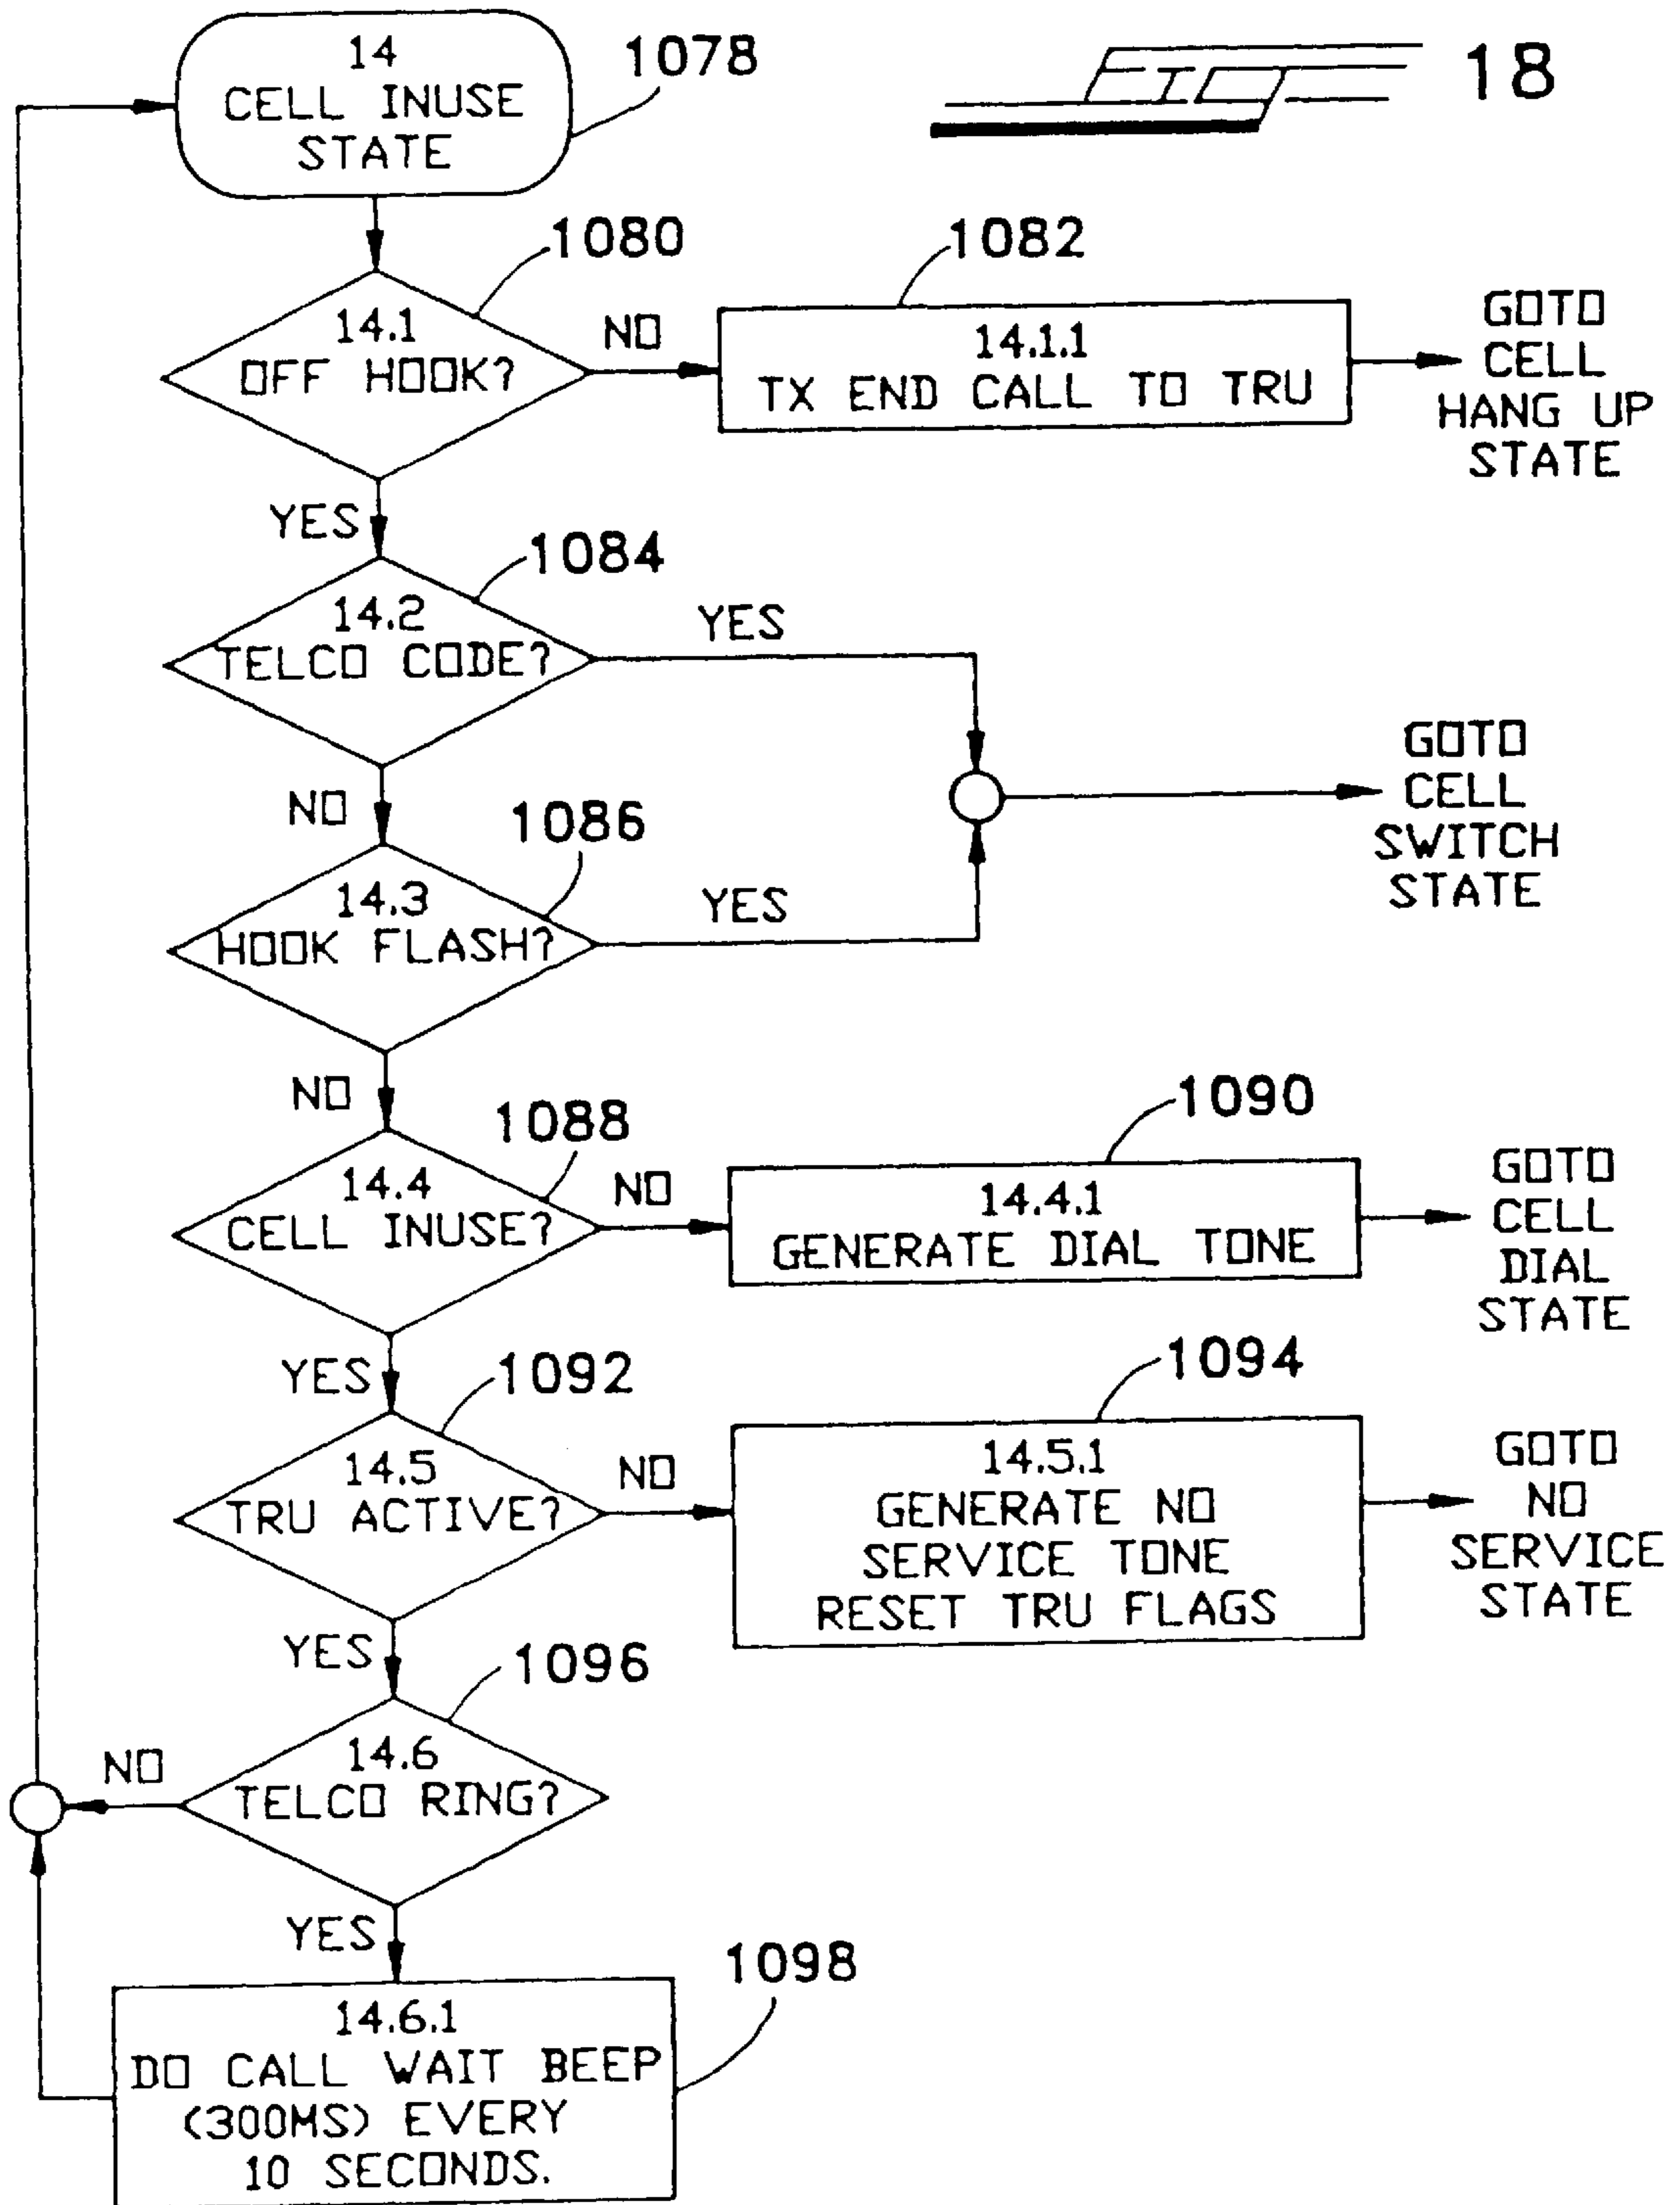 FIG 18
14
CELL INUSE
STATE
1078
1080
14.1
OFF HOOK?
NO
1082
14.1.1
TX END CALL TO TRU
GOTO
CELL
HANG UP
STATE
YES
1084
14.2
TELCO CODE?
YES
GOTO
CELL
SWITCH
STATE
NO
1086
14.3
HOOK FLASH?
YES
NO
1088
14.4
CELL INUSE?
NO
1090
14.4.1
GENERATE DIAL TONE
GOTO
CELL
DIAL
STATE
YES
1092
14.5
TRU ACTIVE?
NO
1094
14.5.1
GENERATE NO
SERVICE TONE
RESET TRU FLAGS
GOTO
NO
SERVICE
STATE
YES
1096
14.6
TELCO RING?
NO
YES
1098
14.6.1
DO CALL WAIT BEEP
(300MS) EVERY
10 SECONDS.